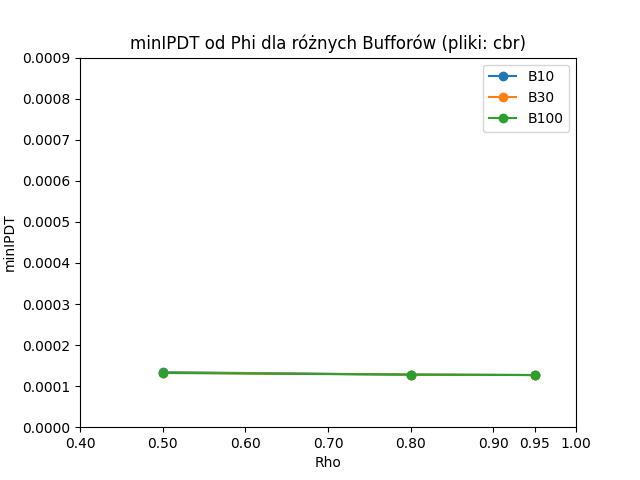 minIPDT od Phi dla różnych Bufforów (pliki: cbr)
0.0009
0.0008
0.0007
0.0006
0.0005
0.0004
0.0003
0.0002
0.0001
0.0000
minIPDT
B10
B30
B100
0.40 0.50 0.60 0.70 0.80 0.90 0.95 1.00
Rho